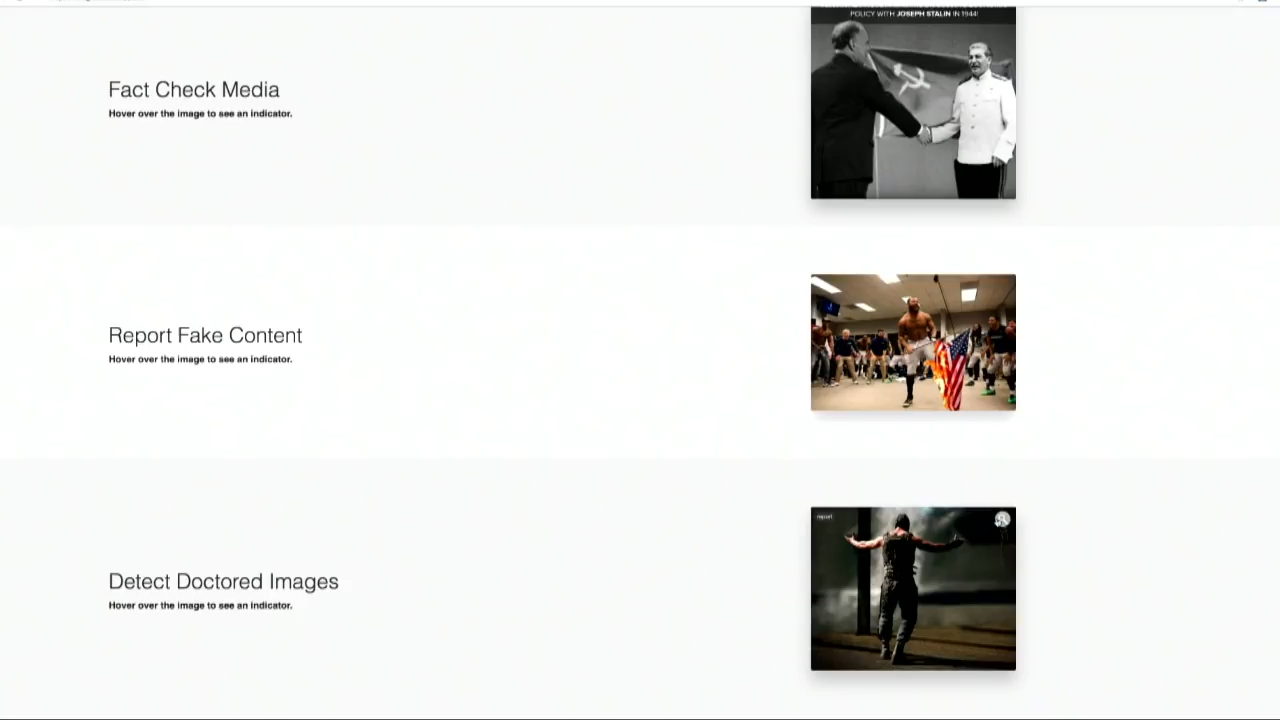 POLICY WITH JOSEPH STALIN IN 1944!
Fact Check Media
Hover over the image to see an indicator.
Report Fake Content
Hover over the image to see an indicator.
report
Detect Doctored Images
Hover over the image to see an indicator.